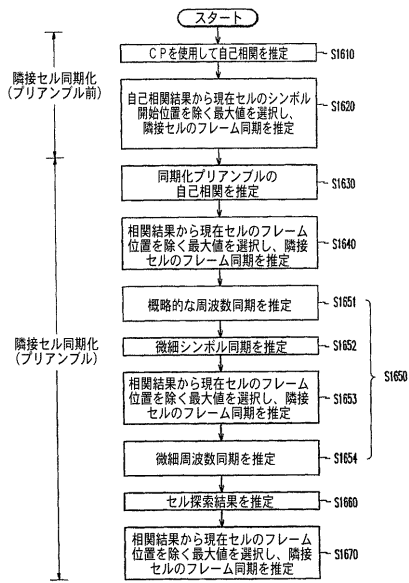 スタート
隣接セル同期化
(プリアンブル前)
CPを使用して自己相関を推定
S1610
自己相関結果から現在セルのシンボル
開始位置を除く最大値を選択し、
隣接セルのフレーム同期を推定
S1620
隣接セル同期化
(プリアンブル)
同期化プリアンブルの
自己相関を推定
S1630
相関結果から現在セルのフレーム
位置を除く最大値を選択し、隣接
セルのフレーム同期を推定
S1640
概略的な周波数同期を推定
S1651
微細シンボル同期を推定
S1652
相関結果から現在セルのフレーム
位置を除く最大値を選択し、隣接
セルのフレーム同期を推定
S1653
微細周波数同期を推定
S1654
S1650
セル探索結果を推定
S1660
相関結果から現在セルのフレーム
位置を除く最大値を選択し、隣接
セルのフレーム同期を推定
S1670